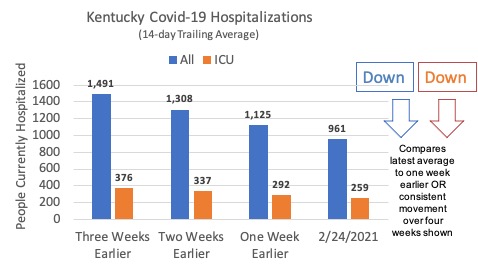 Kentucky Covid-19 Hospitalizations
(14-day Trailing Average)
All ICU
People Currently Hospitalized
1600
1400
1200
1000
800
600
400
200
0
1,491
376
1,308
337
1,125
292
961
259
Three Weeks
Earlier
Two Weeks
Earlier
One Week
Earlier
2/24/2021
Down
Down
Compares
latest average
to one week
earlier OR
consistent
movement
over four
weeks shown